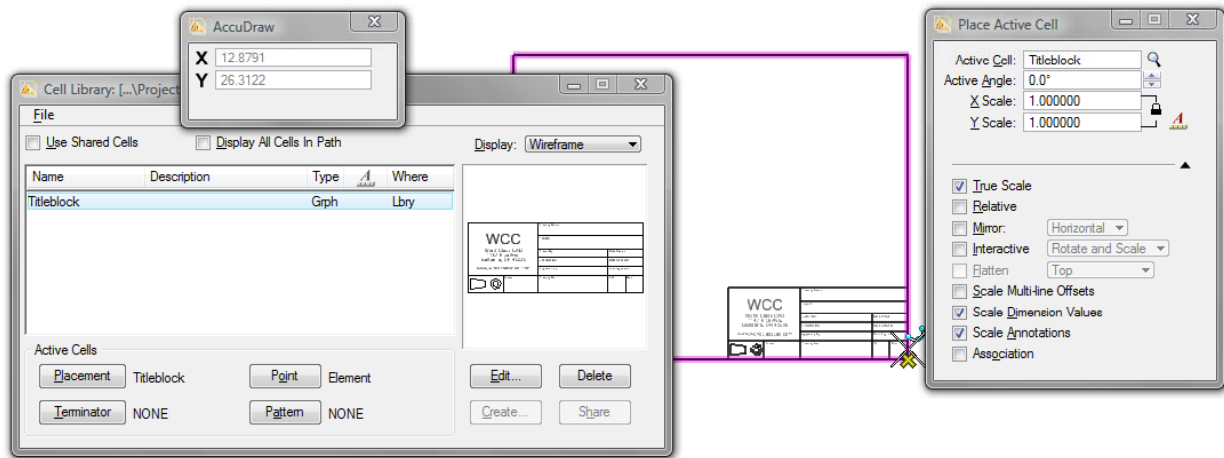 AccuDraw
X 12.8791
Y 26.3122
Cell Library: [...\Project
File
Use Shared Cells Display All Cells In Path Display: Wireframe
Name Description Type Where
Titleblock Grph Lbry
WCC
Active Cells
Placement Titleblock Point Element
Terminator NONE Pattern NONE
Edit... Delete
Create... Share
WCC
Place Active Cell
Active Cell: Titleblock
Active Angle: 0.0°
X Scale: 1.000000
Y Scale: 1.000000
True Scale
Relative
Mirror: Horizontal
Interactive Rotate and Scale
Flatten Top
Scale Multi-line Offsets
Scale Dimension Values
Scale Annotations
Association